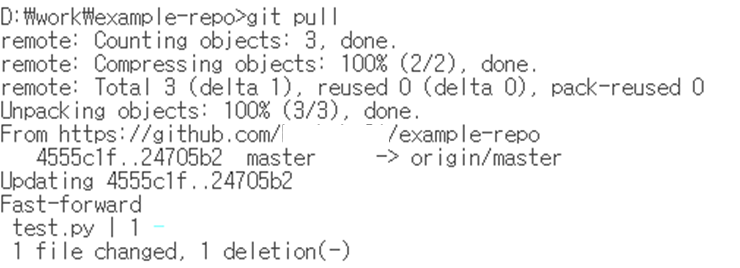 D:₩work₩example-repo>git pull
remote: Counting objects: 3, done.
remote: Compressing objects: 100% (2/2), done.
remote: Total 3 (delta 1), reused 0 (delta 0), pack-reused 0
Unpacking objects: 100% (3/3), done.
From https://github.com/ /example-repo
4555c1f..24705b2 master -> origin/master
Updating 4555c1f..24705b2
Fast-forward
test.py | 1 -
1 file changed, 1 deletion(-)